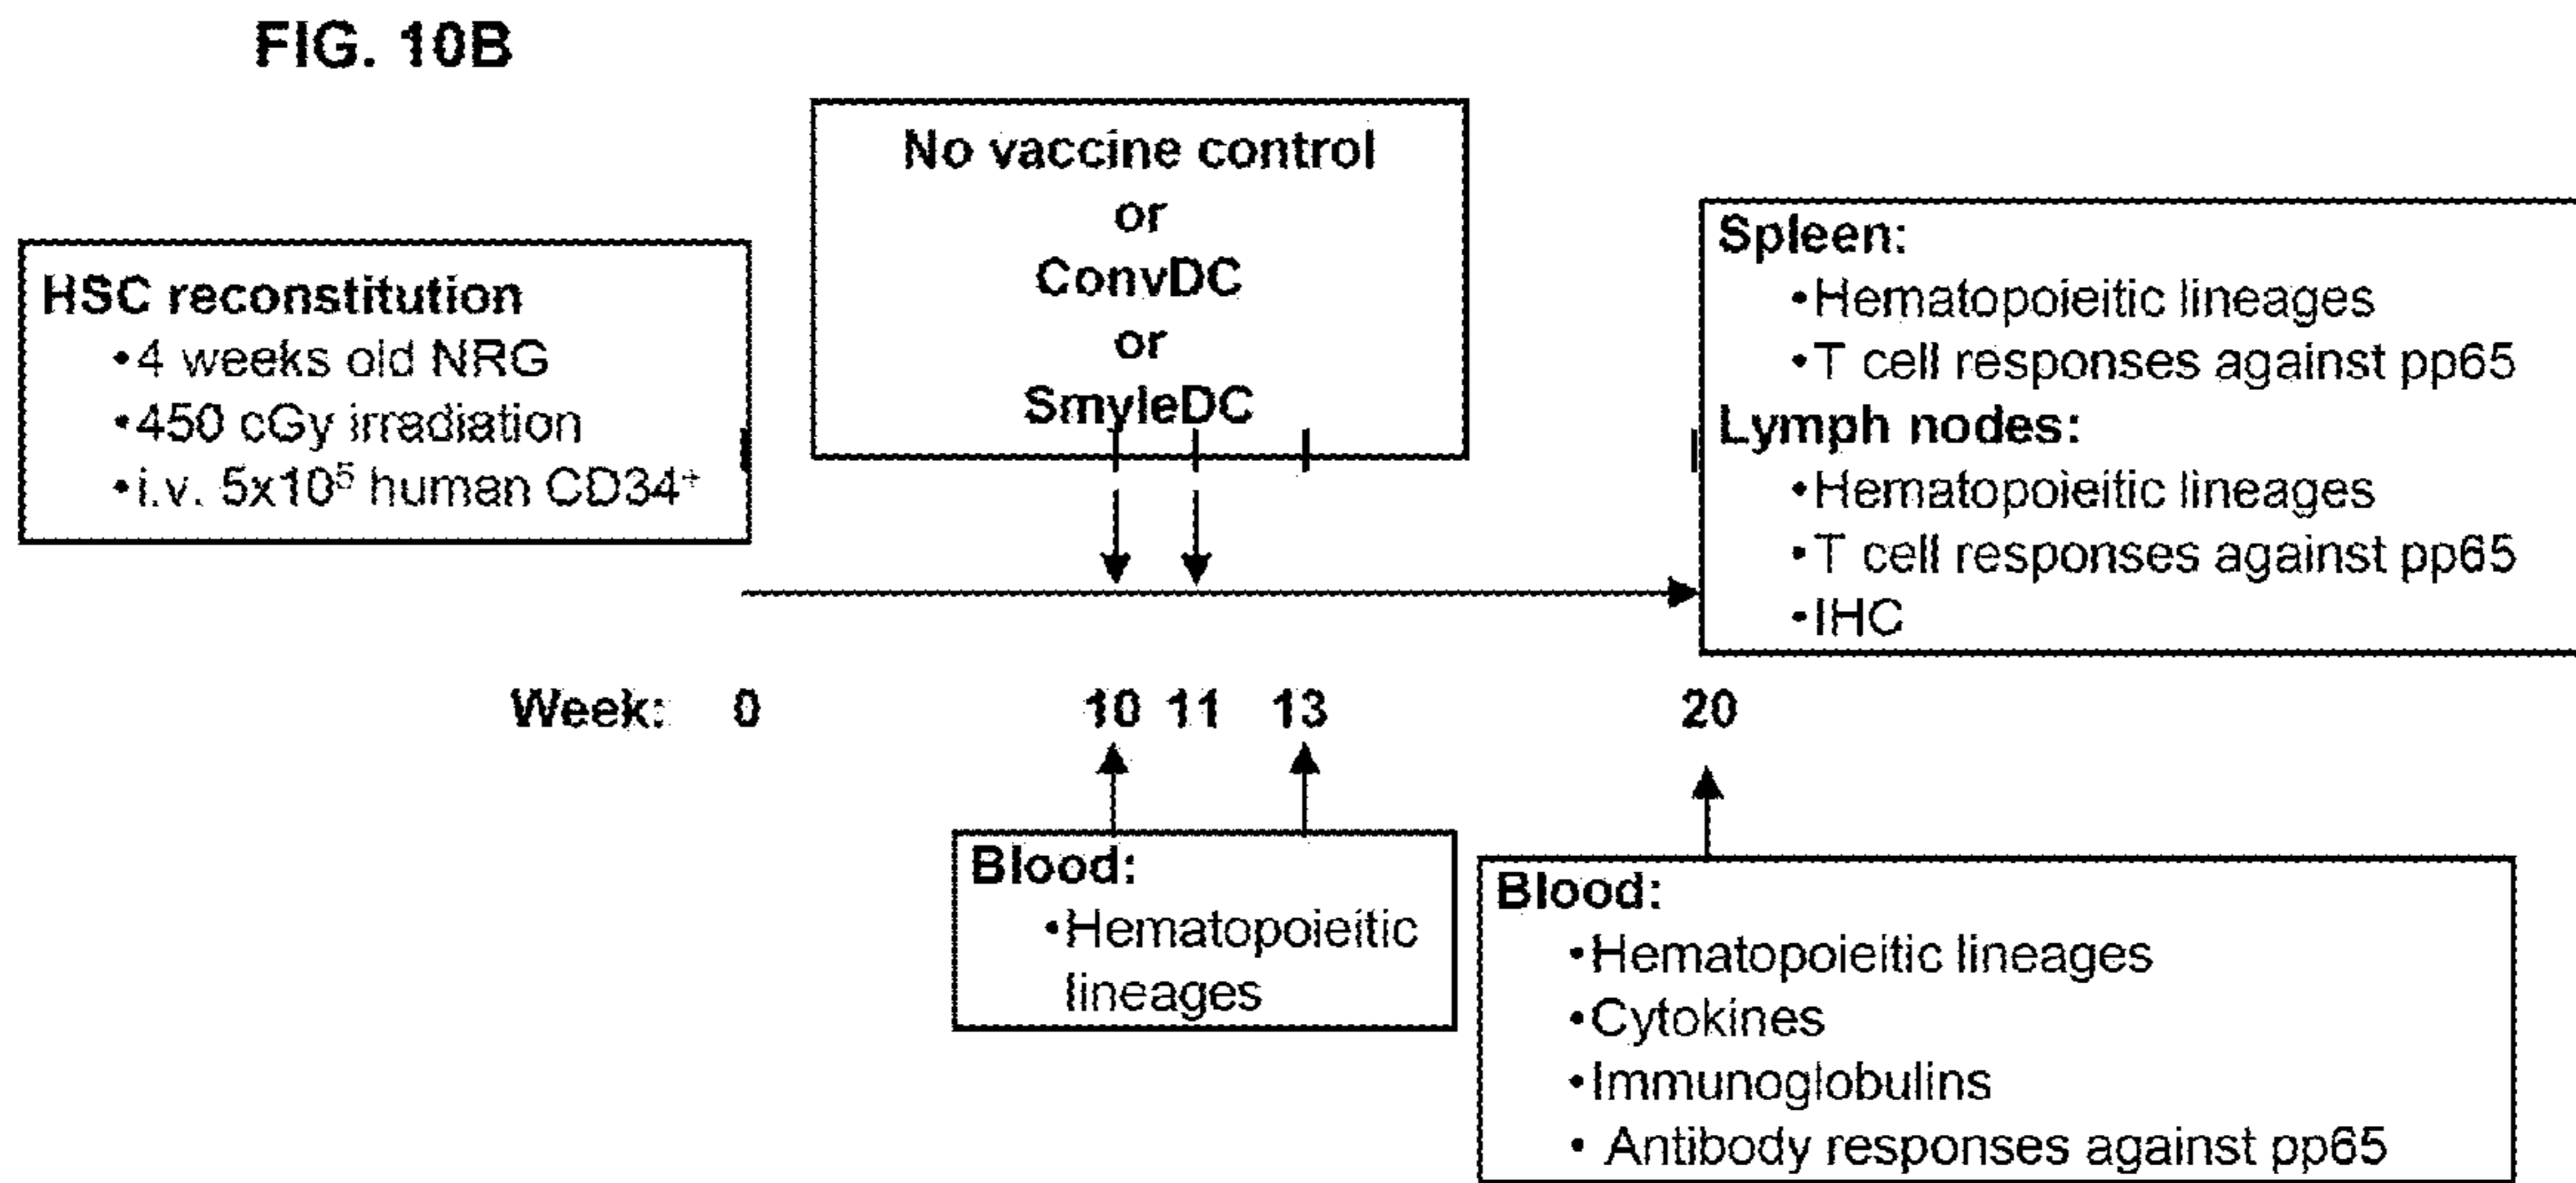 FIG. 10B
No vaccine control
or
ConvDC
or
SmyleDC
HSC reconstitution
•4 weeks old NRG
•450 cGy irradiation
•i.v. 5x10⁵ human CD34⁺
Spleen:
•Hematopoieitic lineages
•T cell responses against pp65
Lymph nodes:
•Hematopoieitic lineages
•T cell responses against pp65
•IHC
Week: 0 10 11 13 20
Blood:
•Hematopoieitic
lineages
Blood:
•Hematopoieitic lineages
•Cytokines
•Immunoglobulins
• Antibody responses against pp65